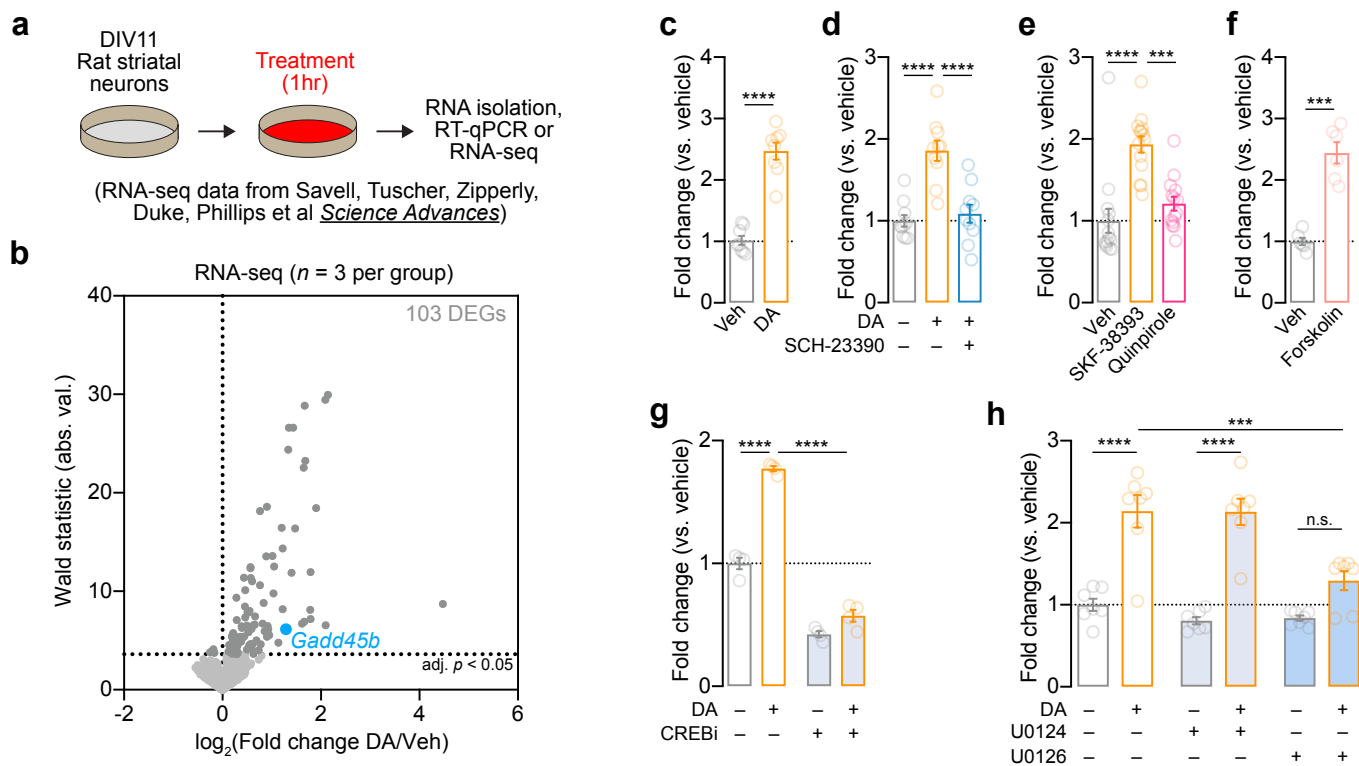 a
DIV11
Rat striatal
neurons
Treatment
(1hr)
RNA isolation,
RT-qPCR or
RNA-seq
(RNA-seq data from Savell, Tuscher, Zipperly,
Duke, Phillips et al Science Advances)
b
RNA-seq (n = 3 per group)
103 DEGs
Wald statistic (abs. val.)
40
30
20
10
0
Gadd45b
adj. p < 0.05
-2 0 2 4 6
log2(Fold change DA/Veh)
c
Fold change (vs. vehicle)
4
3
2
1
0
****
Veh DA
d
Fold change (vs. vehicle)
3
2
1
0
**** ****
DA – + +
SCH-23390 – – +
e
Fold change (vs. vehicle)
3
2
1
0
**** ***
Veh SKF-38393 Quinpirole
f
Fold change (vs. vehicle)
4
3
2
1
0
***
Veh Forskolin
g
Fold change (vs. vehicle)
2
1
0
**** ****
DA – + – +
CREBi – – + +
h
Fold change (vs. vehicle)
3
2
1
0
***
**** ****
n.s.
DA – + – + – +
U0124 – – + + – –
U0126 – – – – + +